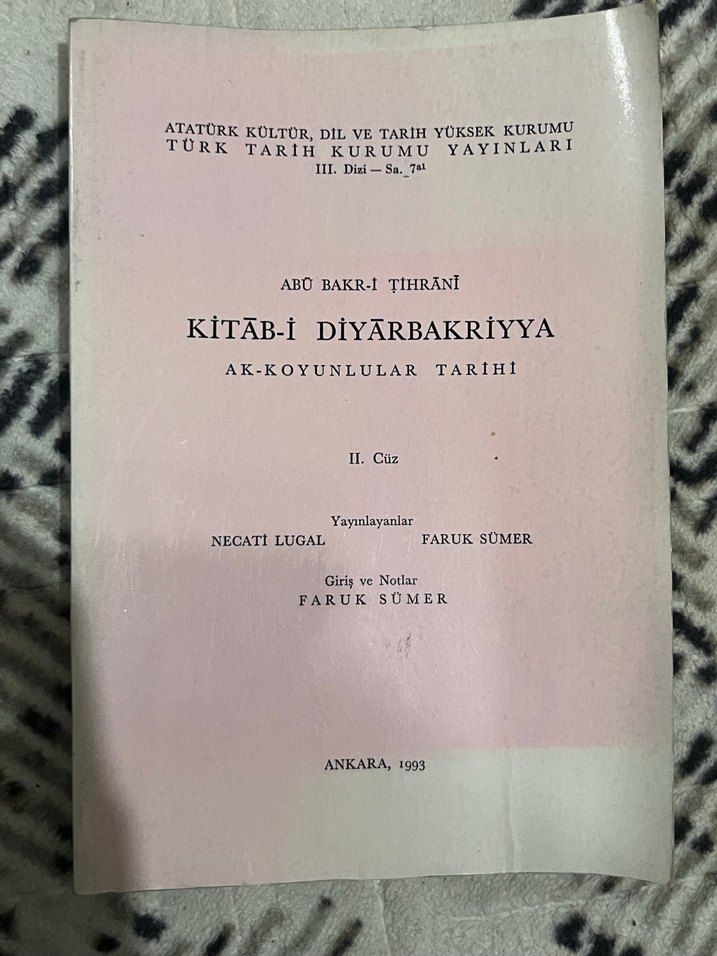 ATATÜRK KÜLTÜR, DİL VE TARİH YÜKSEK KURUMU
TÜRK TARİH KURUMU YAYINLARI
III. Dizi — Sa. 7ᵃ¹
ABŪ BAKR-İ ṬİHRĀNĪ
KİTĀB-İ DİYĀRBAKRİYYA
AK-KOYUNLULAR TARİHİ
II. Cüz
Yayınlayanlar
NECATİ LUGAL FARUK SÜMER
Giriş ve Notlar
FARUK SÜMER
ANKARA, 1993